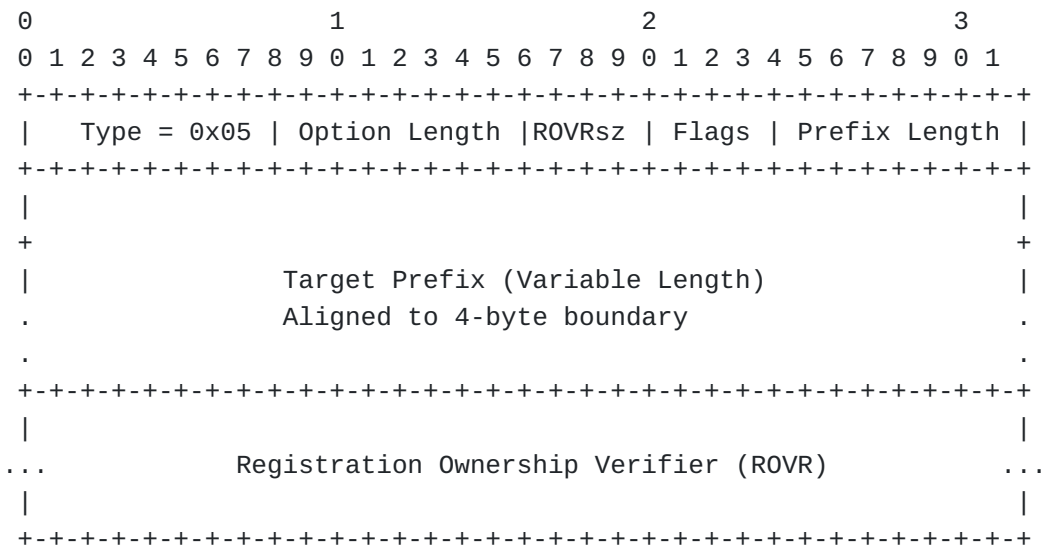 0                   1                   2                   3
 0 1 2 3 4 5 6 7 8 9 0 1 2 3 4 5 6 7 8 9 0 1 2 3 4 5 6 7 8 9 0 1
 +-+-+-+-+-+-+-+-+-+-+-+-+-+-+-+-+-+-+-+-+-+-+-+-+-+-+-+-+-+-+-+-+
 |   Type = 0x05 | Option Length |ROVRsz | Flags | Prefix Length |
 +-+-+-+-+-+-+-+-+-+-+-+-+-+-+-+-+-+-+-+-+-+-+-+-+-+-+-+-+-+-+-+-+
 |                                                               |
 +                                                               +
 |                Target Prefix (Variable Length)                |
 .                Aligned to 4-byte boundary                     .
 .                                                               .
 +-+-+-+-+-+-+-+-+-+-+-+-+-+-+-+-+-+-+-+-+-+-+-+-+-+-+-+-+-+-+-+-+
 |                                                               |
...            Registration Ownership Verifier (ROVR)           ...
 |                                                               |
 +-+-+-+-+-+-+-+-+-+-+-+-+-+-+-+-+-+-+-+-+-+-+-+-+-+-+-+-+-+-+-+-+